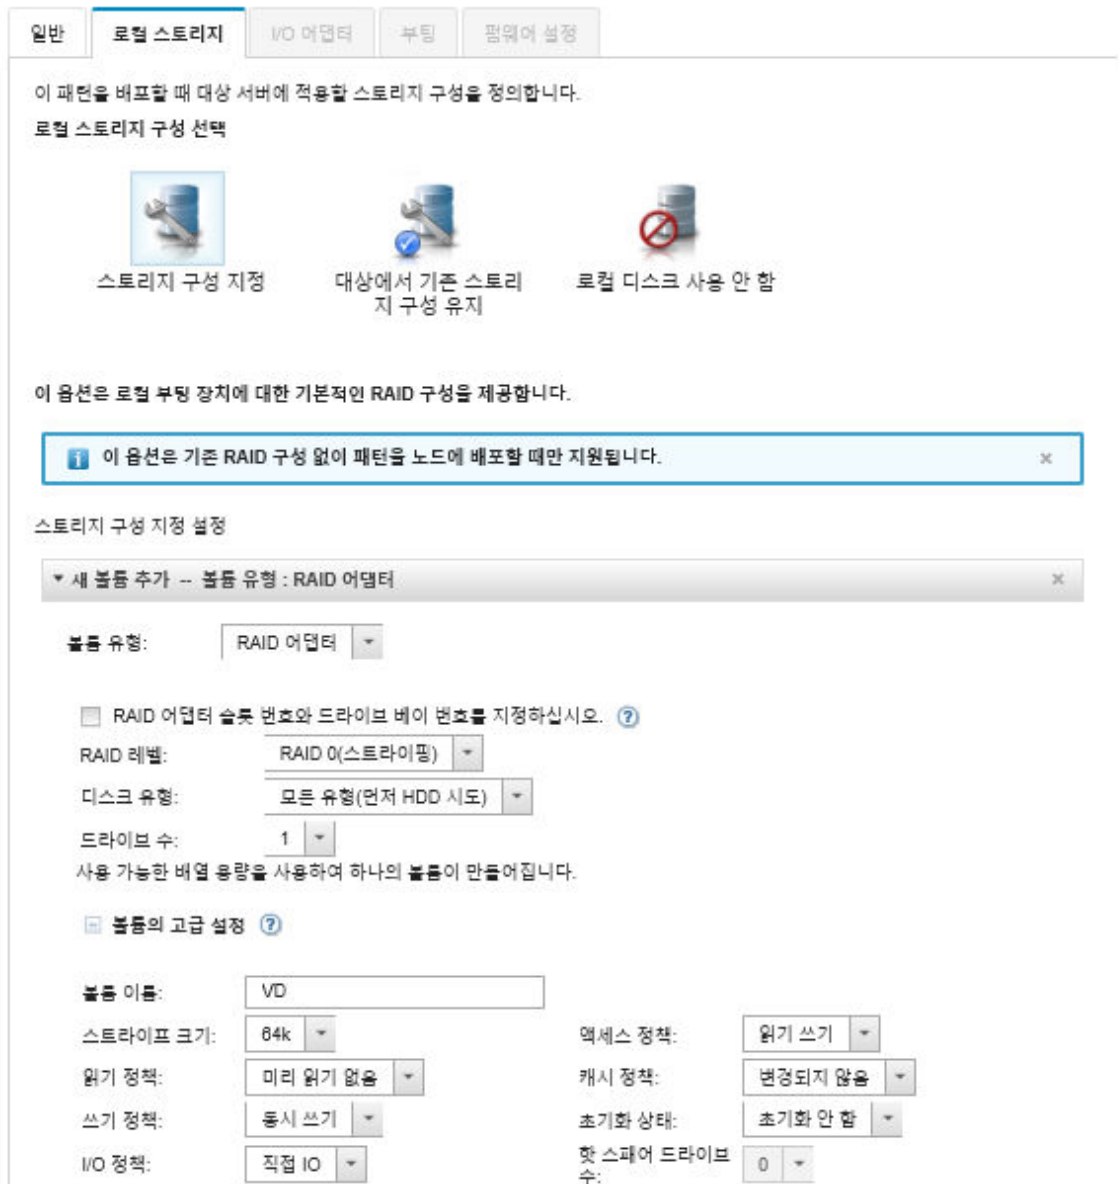 일반 로컬 스토리지 I/O 어댑터 부팅 펌웨어 설정
이 패턴을 배포할 때 대상 서버에 적용할 스토리지 구성을 정의합니다.
로컬 스토리지 구성 선택
스토리지 구성 지정
대상에서 기존 스토리
지 구성 유지
로컬 디스크 사용 안 함
이 옵션은 로컬 부팅 장치에 대한 기본적인 RAID 구성을 제공합니다.
이 옵션은 기존 RAID 구성 없이 패턴을 노드에 배포할 때만 지원됩니다.
스토리지 구성 지정 설정
새 볼륨 추가 -- 볼륨 유형 : RAID 어댑터
볼륨 유형: RAID 어댑터
RAID 어댑터 슬롯 번호와 드라이브 베이 번호를 지정하십시오.
RAID 레벨: RAID 0(스트라이핑)
디스크 유형: 모든 유형(먼저 HDD 시도)
드라이브 수: 1
사용 가능한 배열 용량을 사용하여 하나의 볼륨이 만들어집니다.
볼륨의 고급 설정
볼륨 이름: VD
스트라이프 크기: 64k 액세스 정책: 읽기 쓰기
읽기 정책: 미리 읽기 없음 캐시 정책: 변경되지 않음
쓰기 정책: 동시 쓰기 초기화 상태: 초기화 안 함
I/O 정책: 직접 IO 핫 스페어 드라이브
수: 0